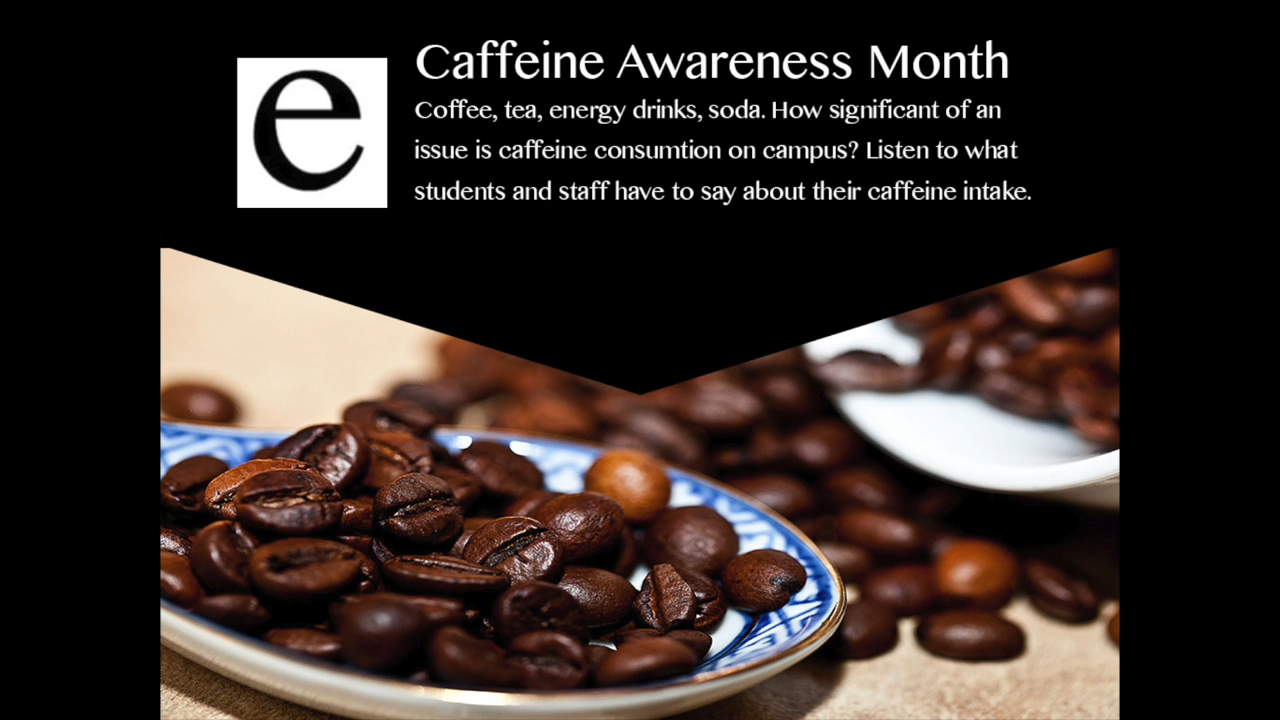 e
Caffeine Awareness Month
Coffee, tea, energy drinks, soda. How significant of an
issue is caffeine consumtion on campus? Listen to what
students and staff have to say about their caffeine intake.